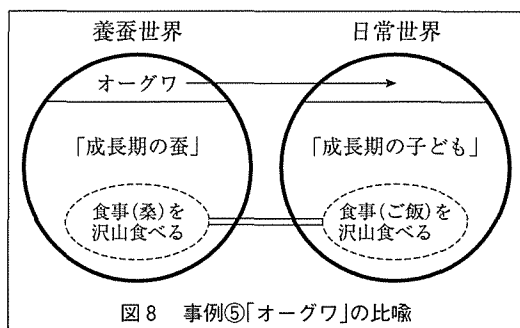 養蚕世界
日常世界
オーグワ
「成長期の蚕」
「成長期の子ども」
食事(桑)を
沢山食べる
食事(ご飯)を
沢山食べる
図8 事例⑤「オーグワ」の比喩